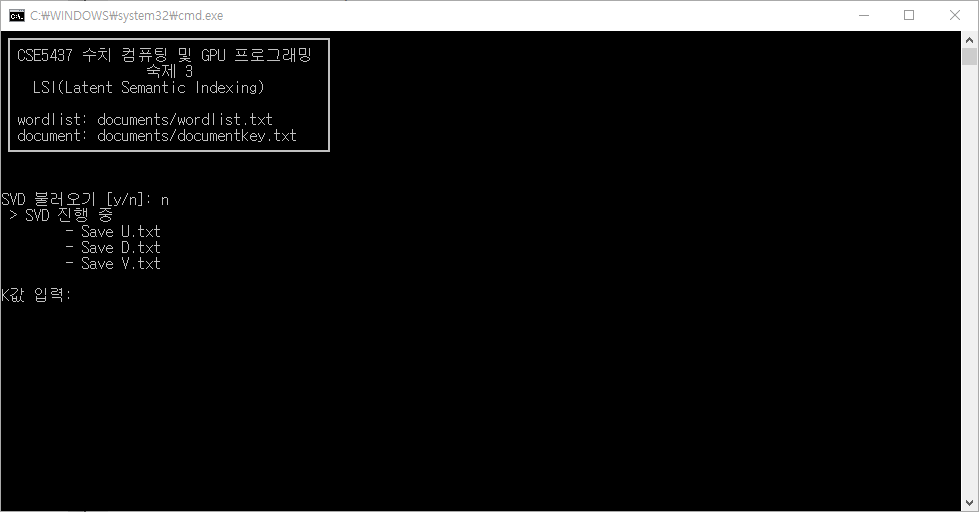 C:₩WINDOWS₩system32₩cmd.exe
CSE5437 수치 컴퓨팅 및 GPU 프로그래밍
숙제 3
LSI(Latent Semantic Indexing)
wordlist: documents/wordlist.txt
document: documents/documentkey.txt
SVD 불러오기 [y/n]: n
> SVD 진행 중
- Save U.txt
- Save D.txt
- Save V.txt
K값 입력: